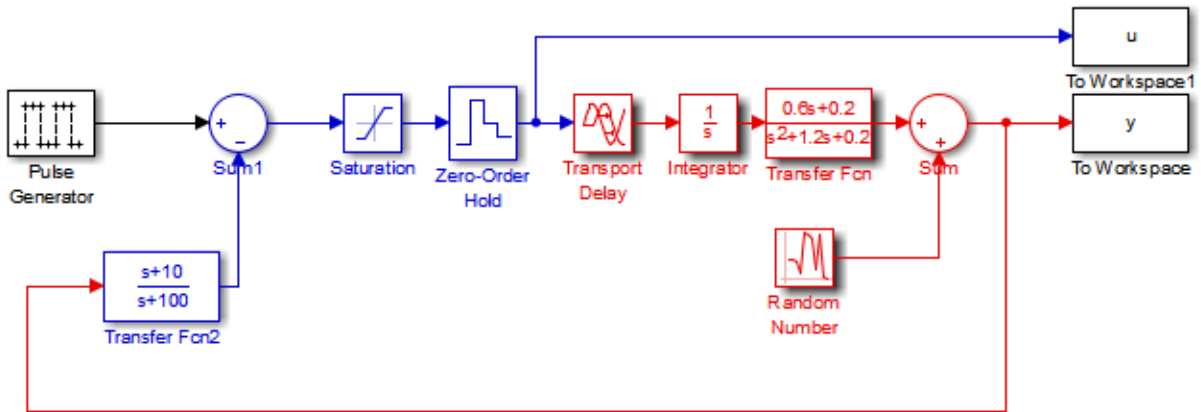 u
To Workspace1
+
−
Pulse
Generator
Sum1
Saturation
Zero-Order
Hold
Transport
Delay
1
s
Integrator
0.6s+0.2
s²+1.2s+0.2
Transfer Fcn
+
+
Sum
y
To Workspace
Random
Number
s+10
s+100
Transfer Fcn2